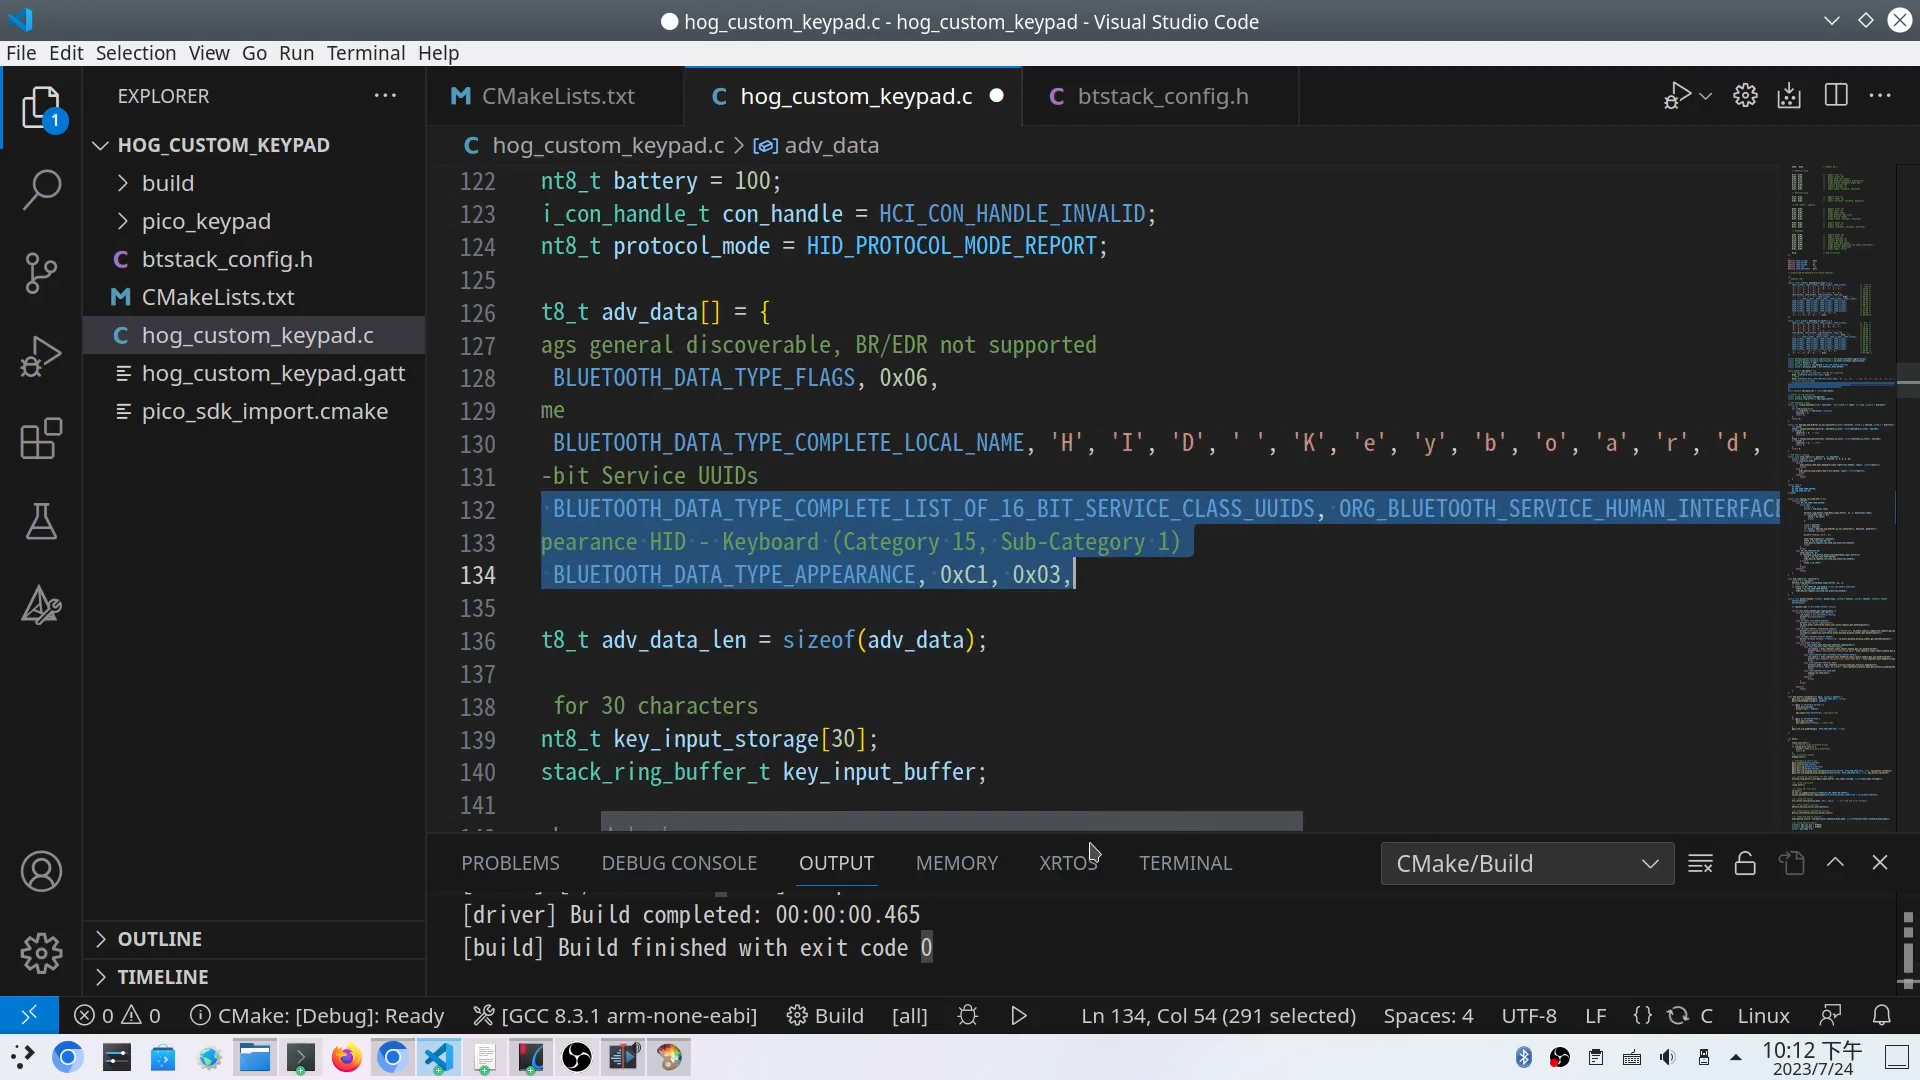 hog_custom_keypad.c - hog_custom_keypad - Visual Studio Code
File Edit Selection View Go Run Terminal Help
EXPLORER
CMakeLists.txt
hog_custom_keypad.c
btstack_config.h
1
HOG_CUSTOM_KEYPAD
build
pico_keypad
btstack_config.h
CMakeLists.txt
hog_custom_keypad.c
hog_custom_keypad.gatt
pico_sdk_import.cmake
OUTLINE
TIMELINE
hog_custom_keypad.c > adv_data
122 nt8_t battery = 100;
123 i_con_handle_t con_handle = HCI_CON_HANDLE_INVALID;
124 nt8_t protocol_mode = HID_PROTOCOL_MODE_REPORT;
125
126 t8_t adv_data[] = {
127 ags general discoverable, BR/EDR not supported
128 BLUETOOTH_DATA_TYPE_FLAGS, 0x06,
129 me
130 BLUETOOTH_DATA_TYPE_COMPLETE_LOCAL_NAME, 'H', 'I', 'D', ' ', 'K', 'e', 'y', 'b', 'o', 'a', 'r', 'd',
131 -bit Service UUIDs
132 BLUETOOTH_DATA_TYPE_COMPLETE_LIST_OF_16_BIT_SERVICE_CLASS_UUIDS, ORG_BLUETOOTH_SERVICE_HUMAN_INTERFACE
133 pearance HID - Keyboard (Category 15, Sub-Category 1)
134 BLUETOOTH_DATA_TYPE_APPEARANCE, 0xC1, 0x03,
135
136 t8_t adv_data_len = sizeof(adv_data);
137
138 for 30 characters
139 nt8_t key_input_storage[30];
140 stack_ring_buffer_t key_input_buffer;
141
PROBLEMS DEBUG CONSOLE OUTPUT MEMORY XRTOS TERMINAL CMake/Build
[driver] Build completed: 00:00:00.465
[build] Build finished with exit code 0
0 0 CMake: [Debug]: Ready [GCC 8.3.1 arm-none-eabi] Build [all] Ln 134, Col 54 (291 selected) Spaces: 4 UTF-8 LF {} C Linux
10:12 下午
2023/7/24